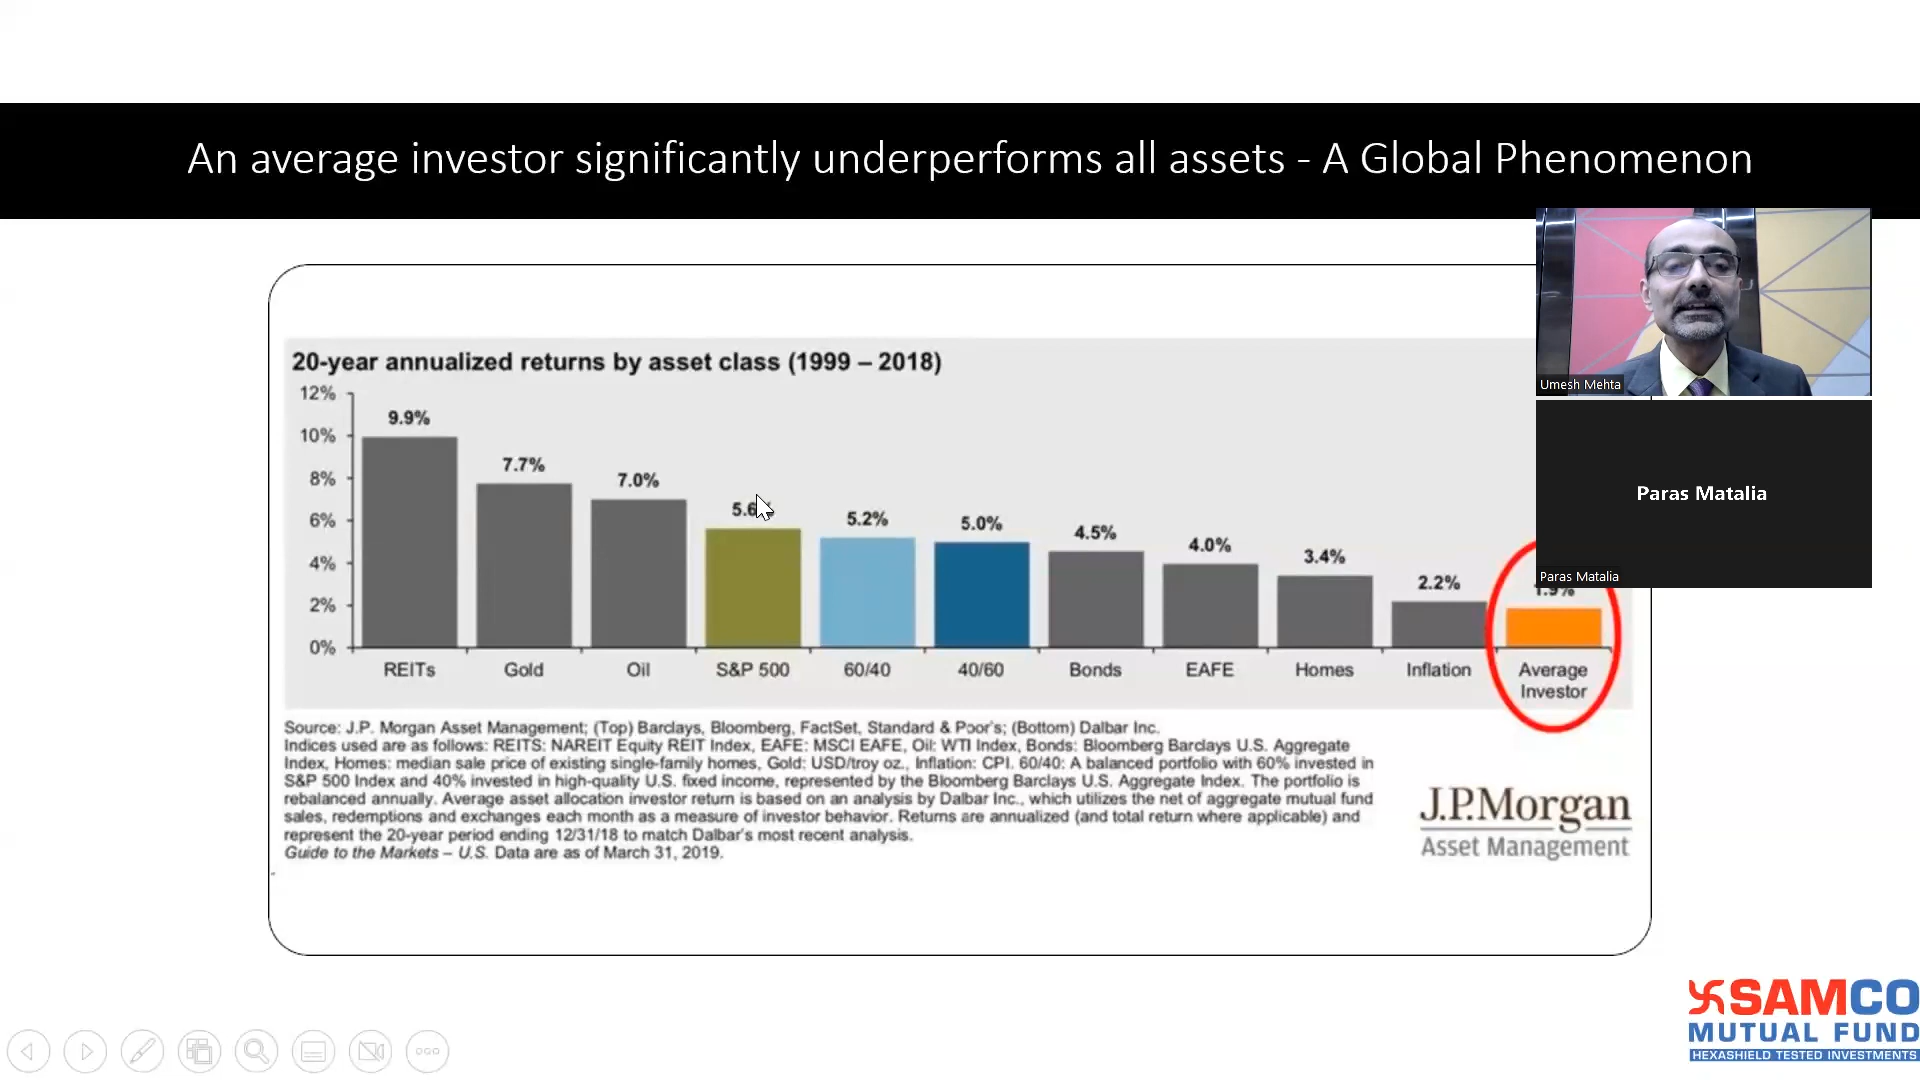 An average investor significantly underperforms all assets - A Global Phenomenon
Umesh Mehta
Paras Matalia
Paras Matalia
20-year annualized returns by asset class (1999 – 2018)
12%
10%
8%
6%
4%
2%
0%
9.9%
7.7%
7.0%
5.6
5.2%
5.0%
4.5%
4.0%
3.4%
2.2%
1.9%
REITs
Gold
Oil
S&P 500
60/40
40/60
Bonds
EAFE
Homes
Inflation
Average
Investor
Source: J.P. Morgan Asset Management; (Top) Barclays, Bloomberg, FactSet, Standard & Poor's; (Bottom) Dalbar Inc.
Indices used are as follows: REITS: NAREIT Equity REIT Index, EAFE: MSCI EAFE, Oil: WTI Index, Bonds: Bloomberg Barclays U.S. Aggregate
Index, Homes: median sale price of existing single-family homes, Gold: USD/troy oz., Inflation: CPI. 60/40: A balanced portfolio with 60% invested in
S&P 500 Index and 40% invested in high-quality U.S. fixed income, represented by the Bloomberg Barclays U.S. Aggregate Index. The portfolio is
rebalanced annually. Average asset allocation investor return is based on an analysis by Dalbar Inc., which utilizes the net of aggregate mutual fund
sales, redemptions and exchanges each month as a measure of investor behavior. Returns are annualized (and total return where applicable) and
represent the 20-year period ending 12/31/18 to match Dalbar's most recent analysis.
Guide to the Markets – U.S. Data are as of March 31, 2019.
J.P.Morgan
Asset Management
SAMCO
MUTUAL FUND
HEXASHIELD TESTED INVESTMENTS